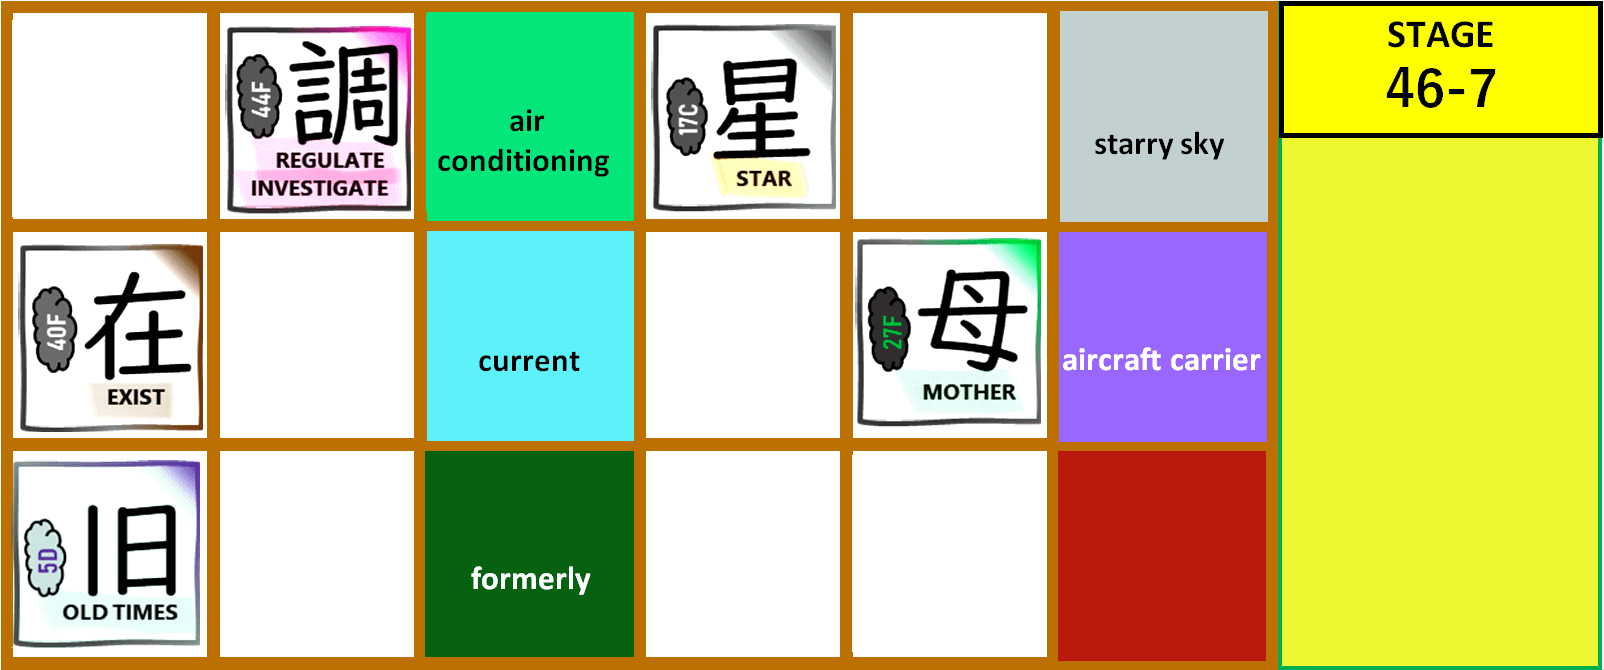 44F
調
REGULATE
INVESTIGATE
air
conditioning
17C
星
STAR
starry sky
STAGE
46-7
40F
在
EXIST
current
27F
母
MOTHER
aircraft carrier
5D
旧
OLD TIMES
formerly